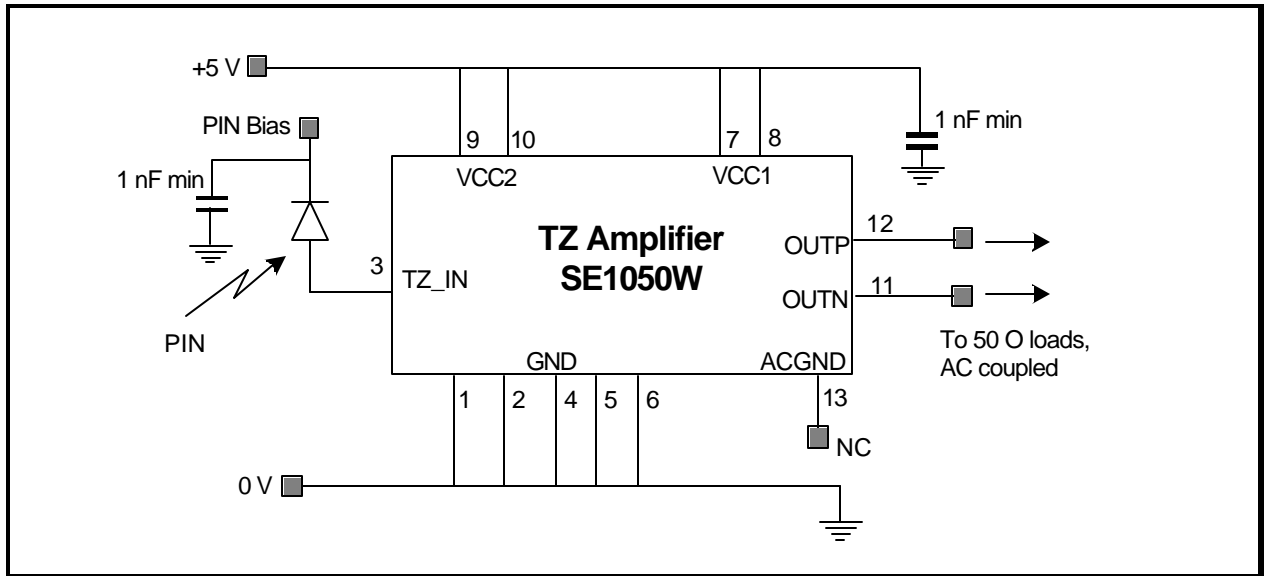 +5 V
PIN Bias
1 nF min
9
10
7
8
1 nF min
VCC2
VCC1
TZ Amplifier
SE1050W
OUTP
12
3
TZ_IN
OUTN
11
PIN
To 50 O loads,
AC coupled
GND
ACGND
1
2
4
5
6
13
NC
0 V